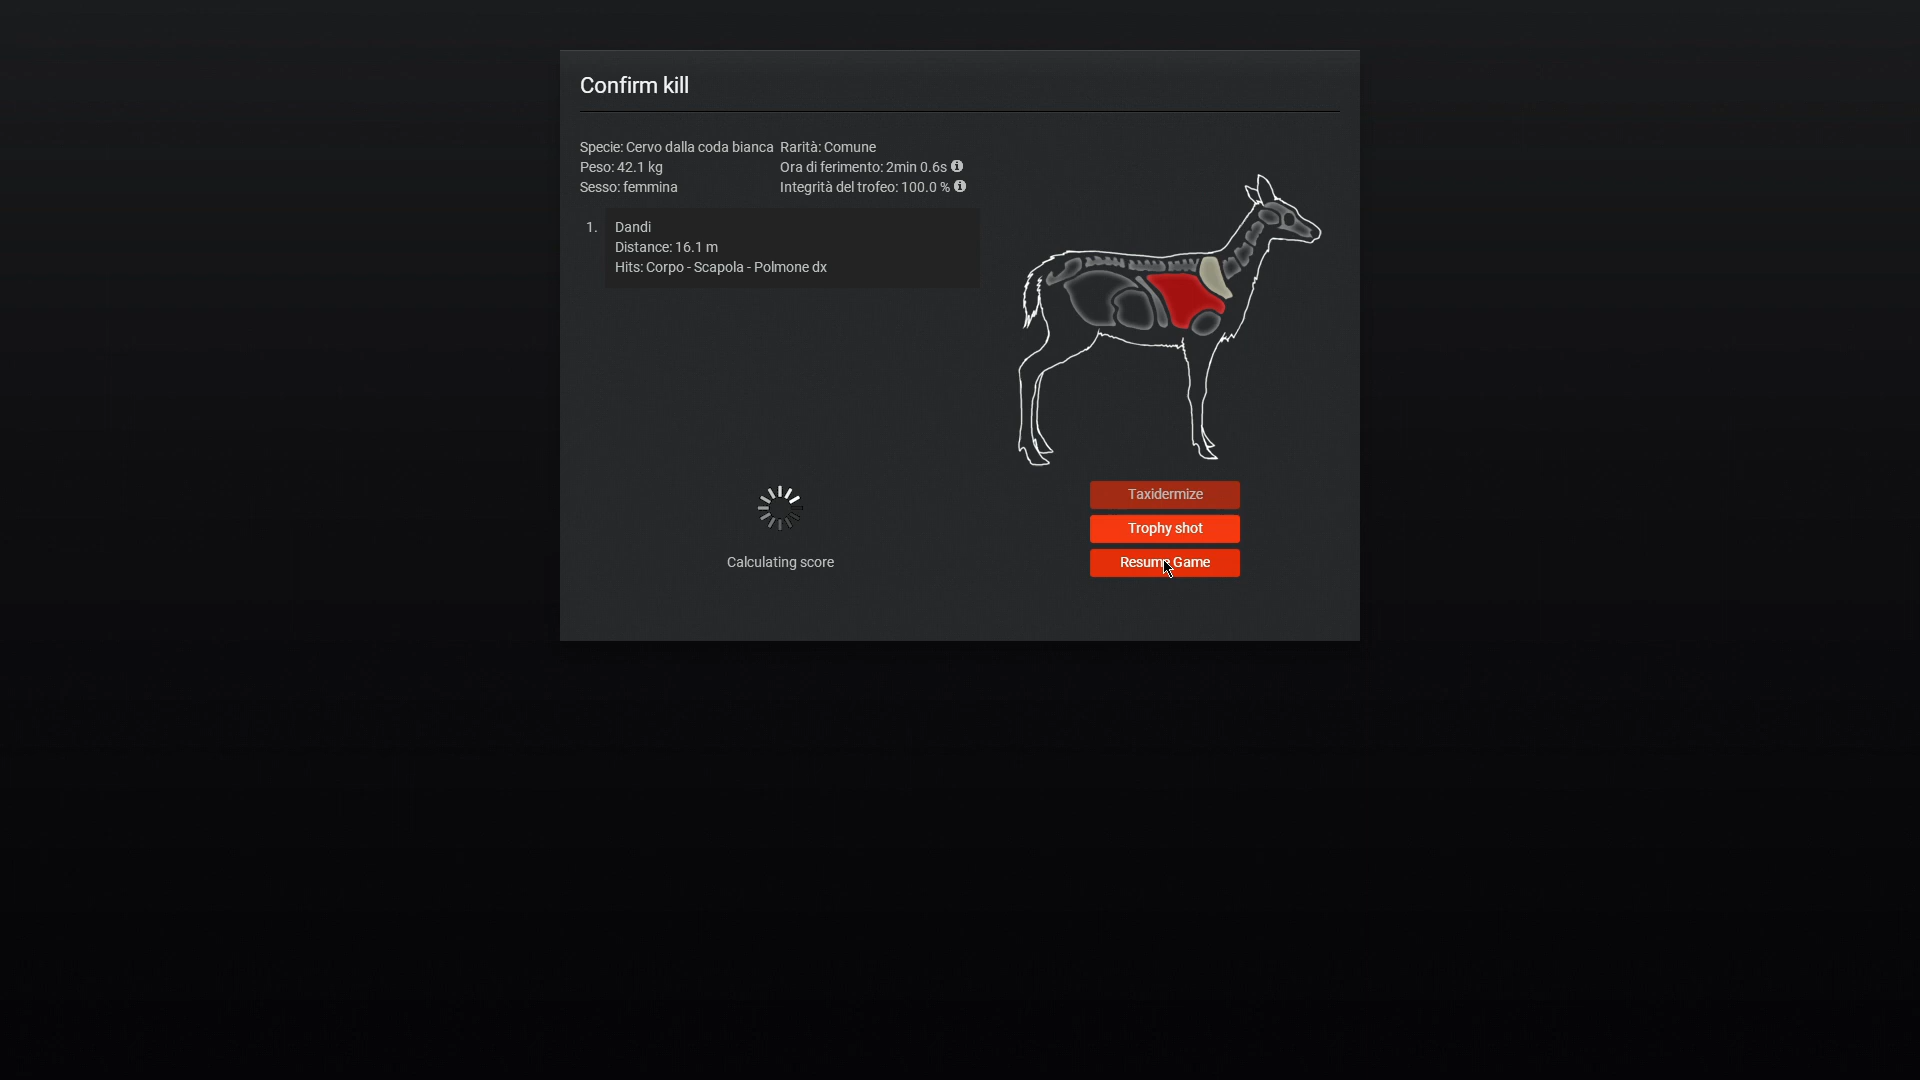 Confirm kill
Specie: Cervo dalla coda bianca Rarità: Comune
Peso: 42.1 kg Ora di ferimento: 2min 0.6s
Sesso: femmina Integrità del trofeo: 100.0 %
1. Dandi
Distance: 16.1 m
Hits: Corpo - Scapola - Polmone dx
Taxidermize
Trophy shot
Calculating score
Resume Game